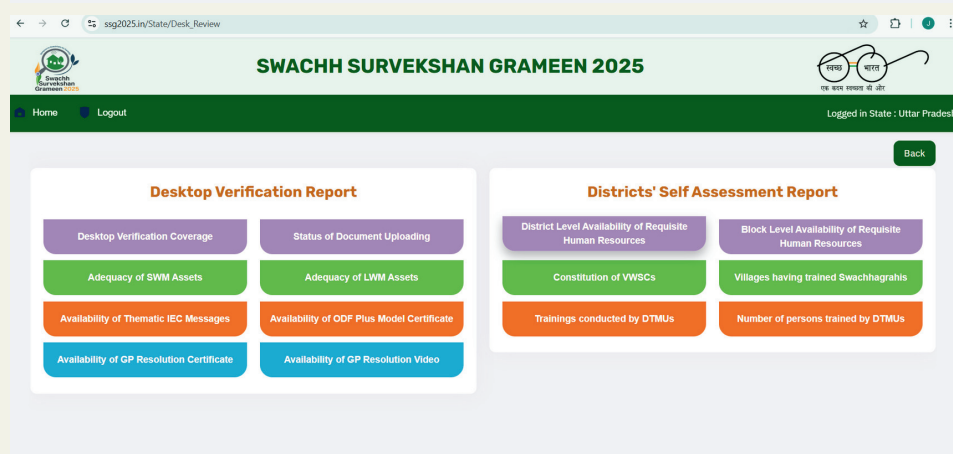 ssg2025.in/State/Desk_Review
J
Swachh
Survekshan
Grameen 2025
SWACHH SURVEKSHAN GRAMEEN 2025
स्वच्छ भारत
एक कदम स्वच्छता की ओर
Home Logout
Logged in State : Uttar Pradesh
Back
Desktop Verification Report
Desktop Verification Coverage
Status of Document Uploading
Adequacy of SWM Assets
Adequacy of LWM Assets
Availability of Thematic IEC Messages
Availability of ODF Plus Model Certificate
Availability of GP Resolution Certificate
Availability of GP Resolution Video
Districts' Self Assessment Report
District Level Availability of Requisite
Human Resources
Block Level Availability of Requisite
Human Resources
Constitution of VWSCs
Villages having trained Swachhagrahis
Trainings conducted by DTMUs
Number of persons trained by DTMUs